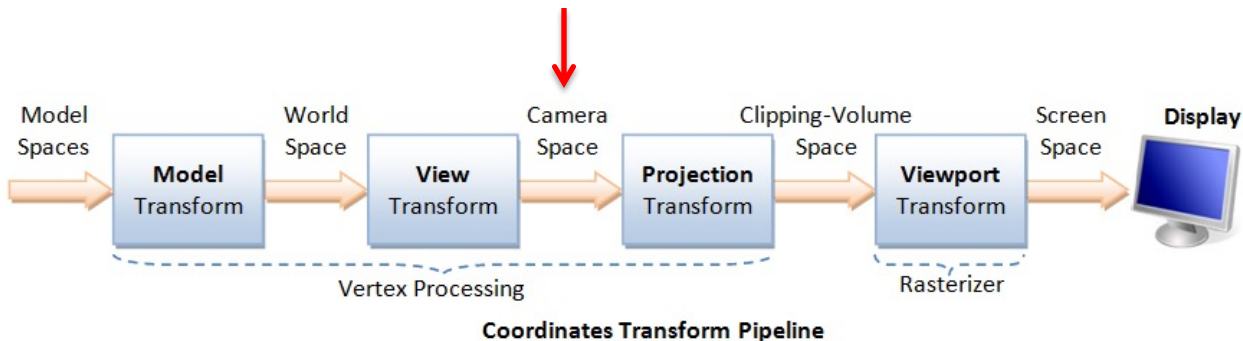 Model
Spaces
Model
Transform
World
Space
View
Transform
Camera
Space
Projection
Transform
Clipping-Volume
Space
Viewport
Transform
Screen
Space
Display
Vertex Processing
Rasterizer
Coordinates Transform Pipeline